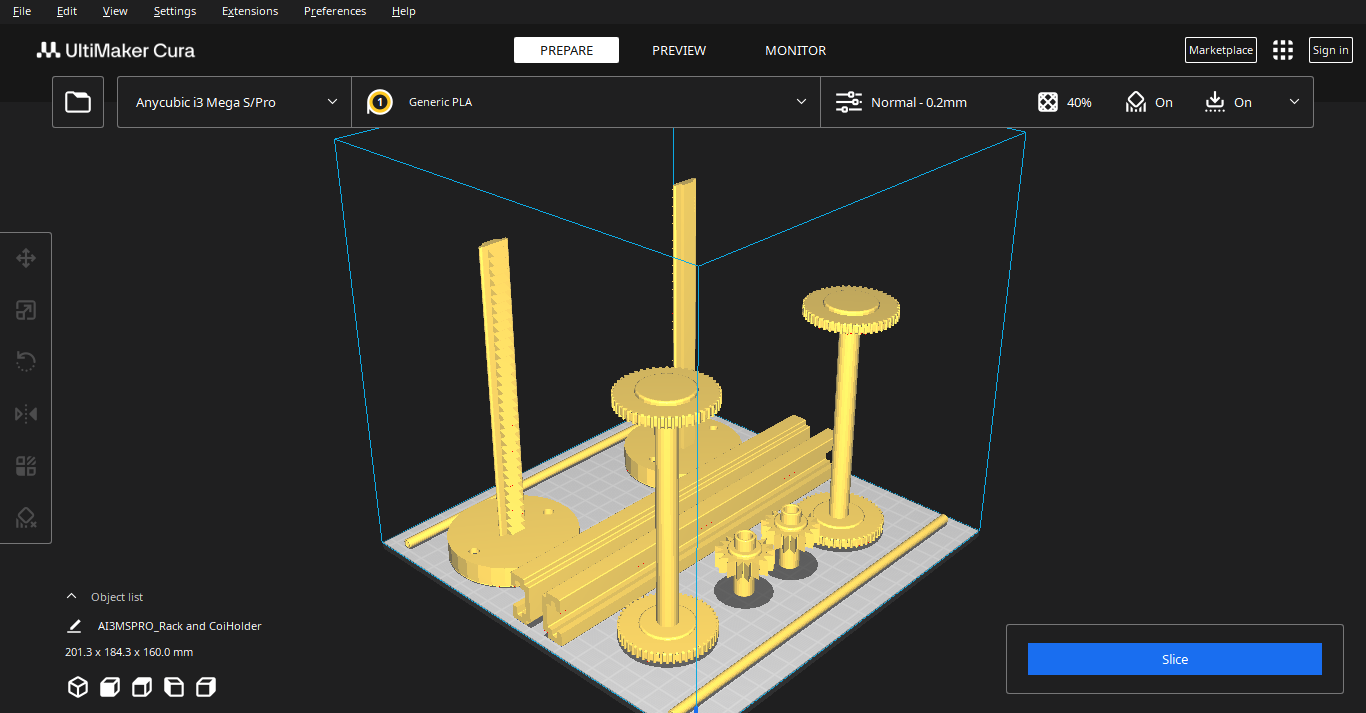 File Edit View Settings Extensions Preferences Help
UltiMaker Cura PREPARE PREVIEW MONITOR Marketplace Sign in
Anycubic i3 Mega S/Pro 1 Generic PLA Normal - 0.2mm 40% On On
Object list
AI3MSPRO_Rack and CoiHolder
201.3 x 184.3 x 160.0 mm
Slice